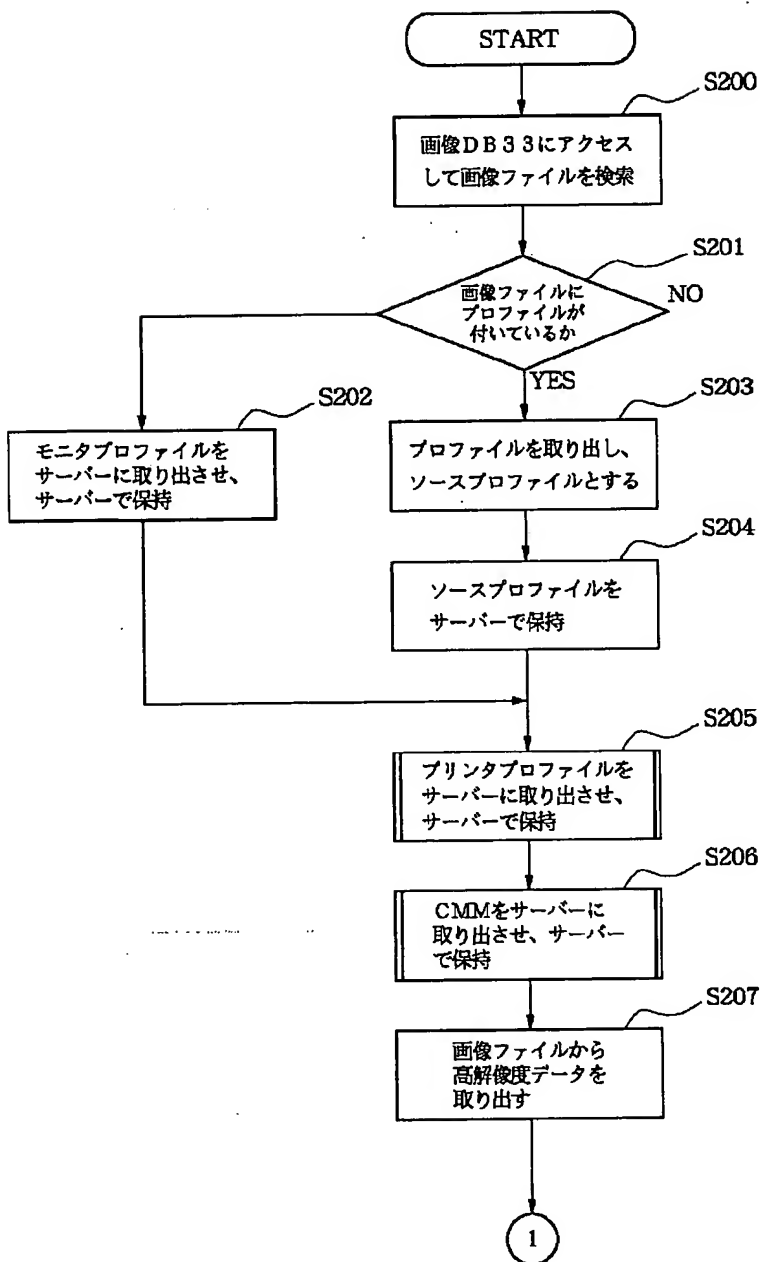 START
S200
画像DB33にアクセス
して画像ファイルを検索
S201
画像ファイルに
プロファイルが
付いているか
NO
YES
S202
モニタプロファイルを
サーバーに取り出させ、
サーバーで保持
S203
プロファイルを取り出し、
ソースプロファイルとする
S204
ソースプロファイルを
サーバーで保持
S205
プリンタプロファイルを
サーバーに取り出させ、
サーバーで保持
S206
CMMをサーバーに
取り出させ、サーバー
で保持
S207
画像ファイルから
高解像度データを
取り出す
1